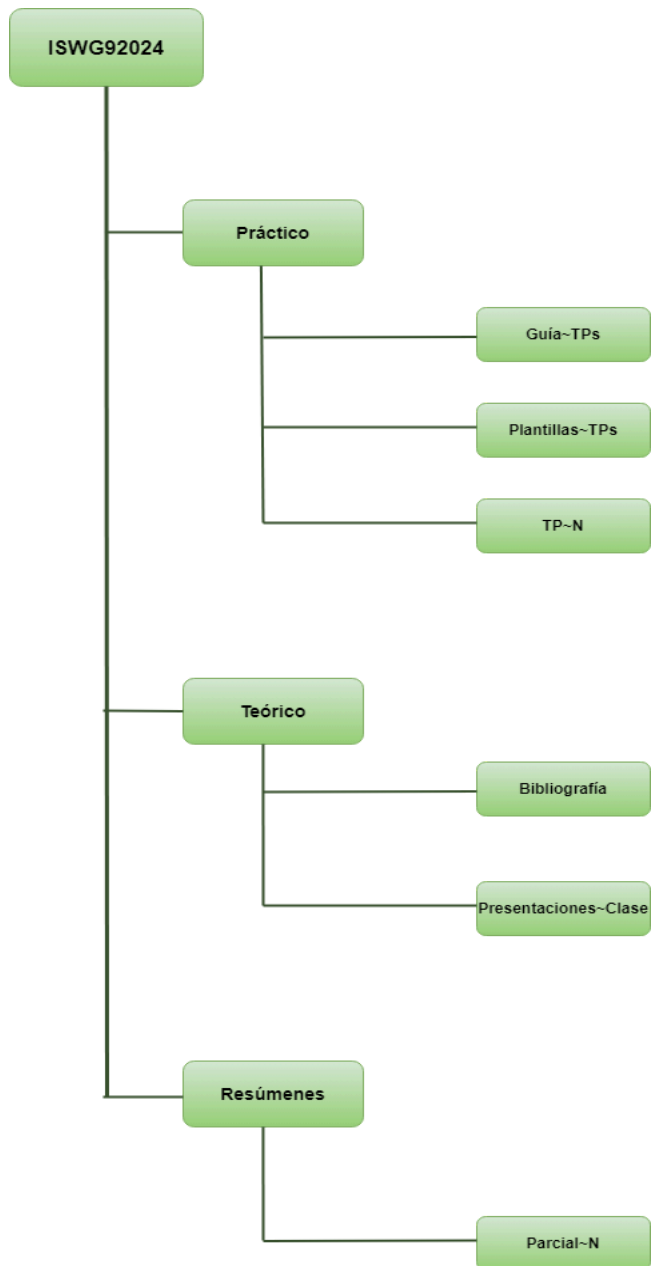 ISWG92024
Práctico
Guía~TPs
Plantillas~TPs
TP~N
Teórico
Bibliografía
Presentaciones~Clase
Resúmenes
Parcial~N